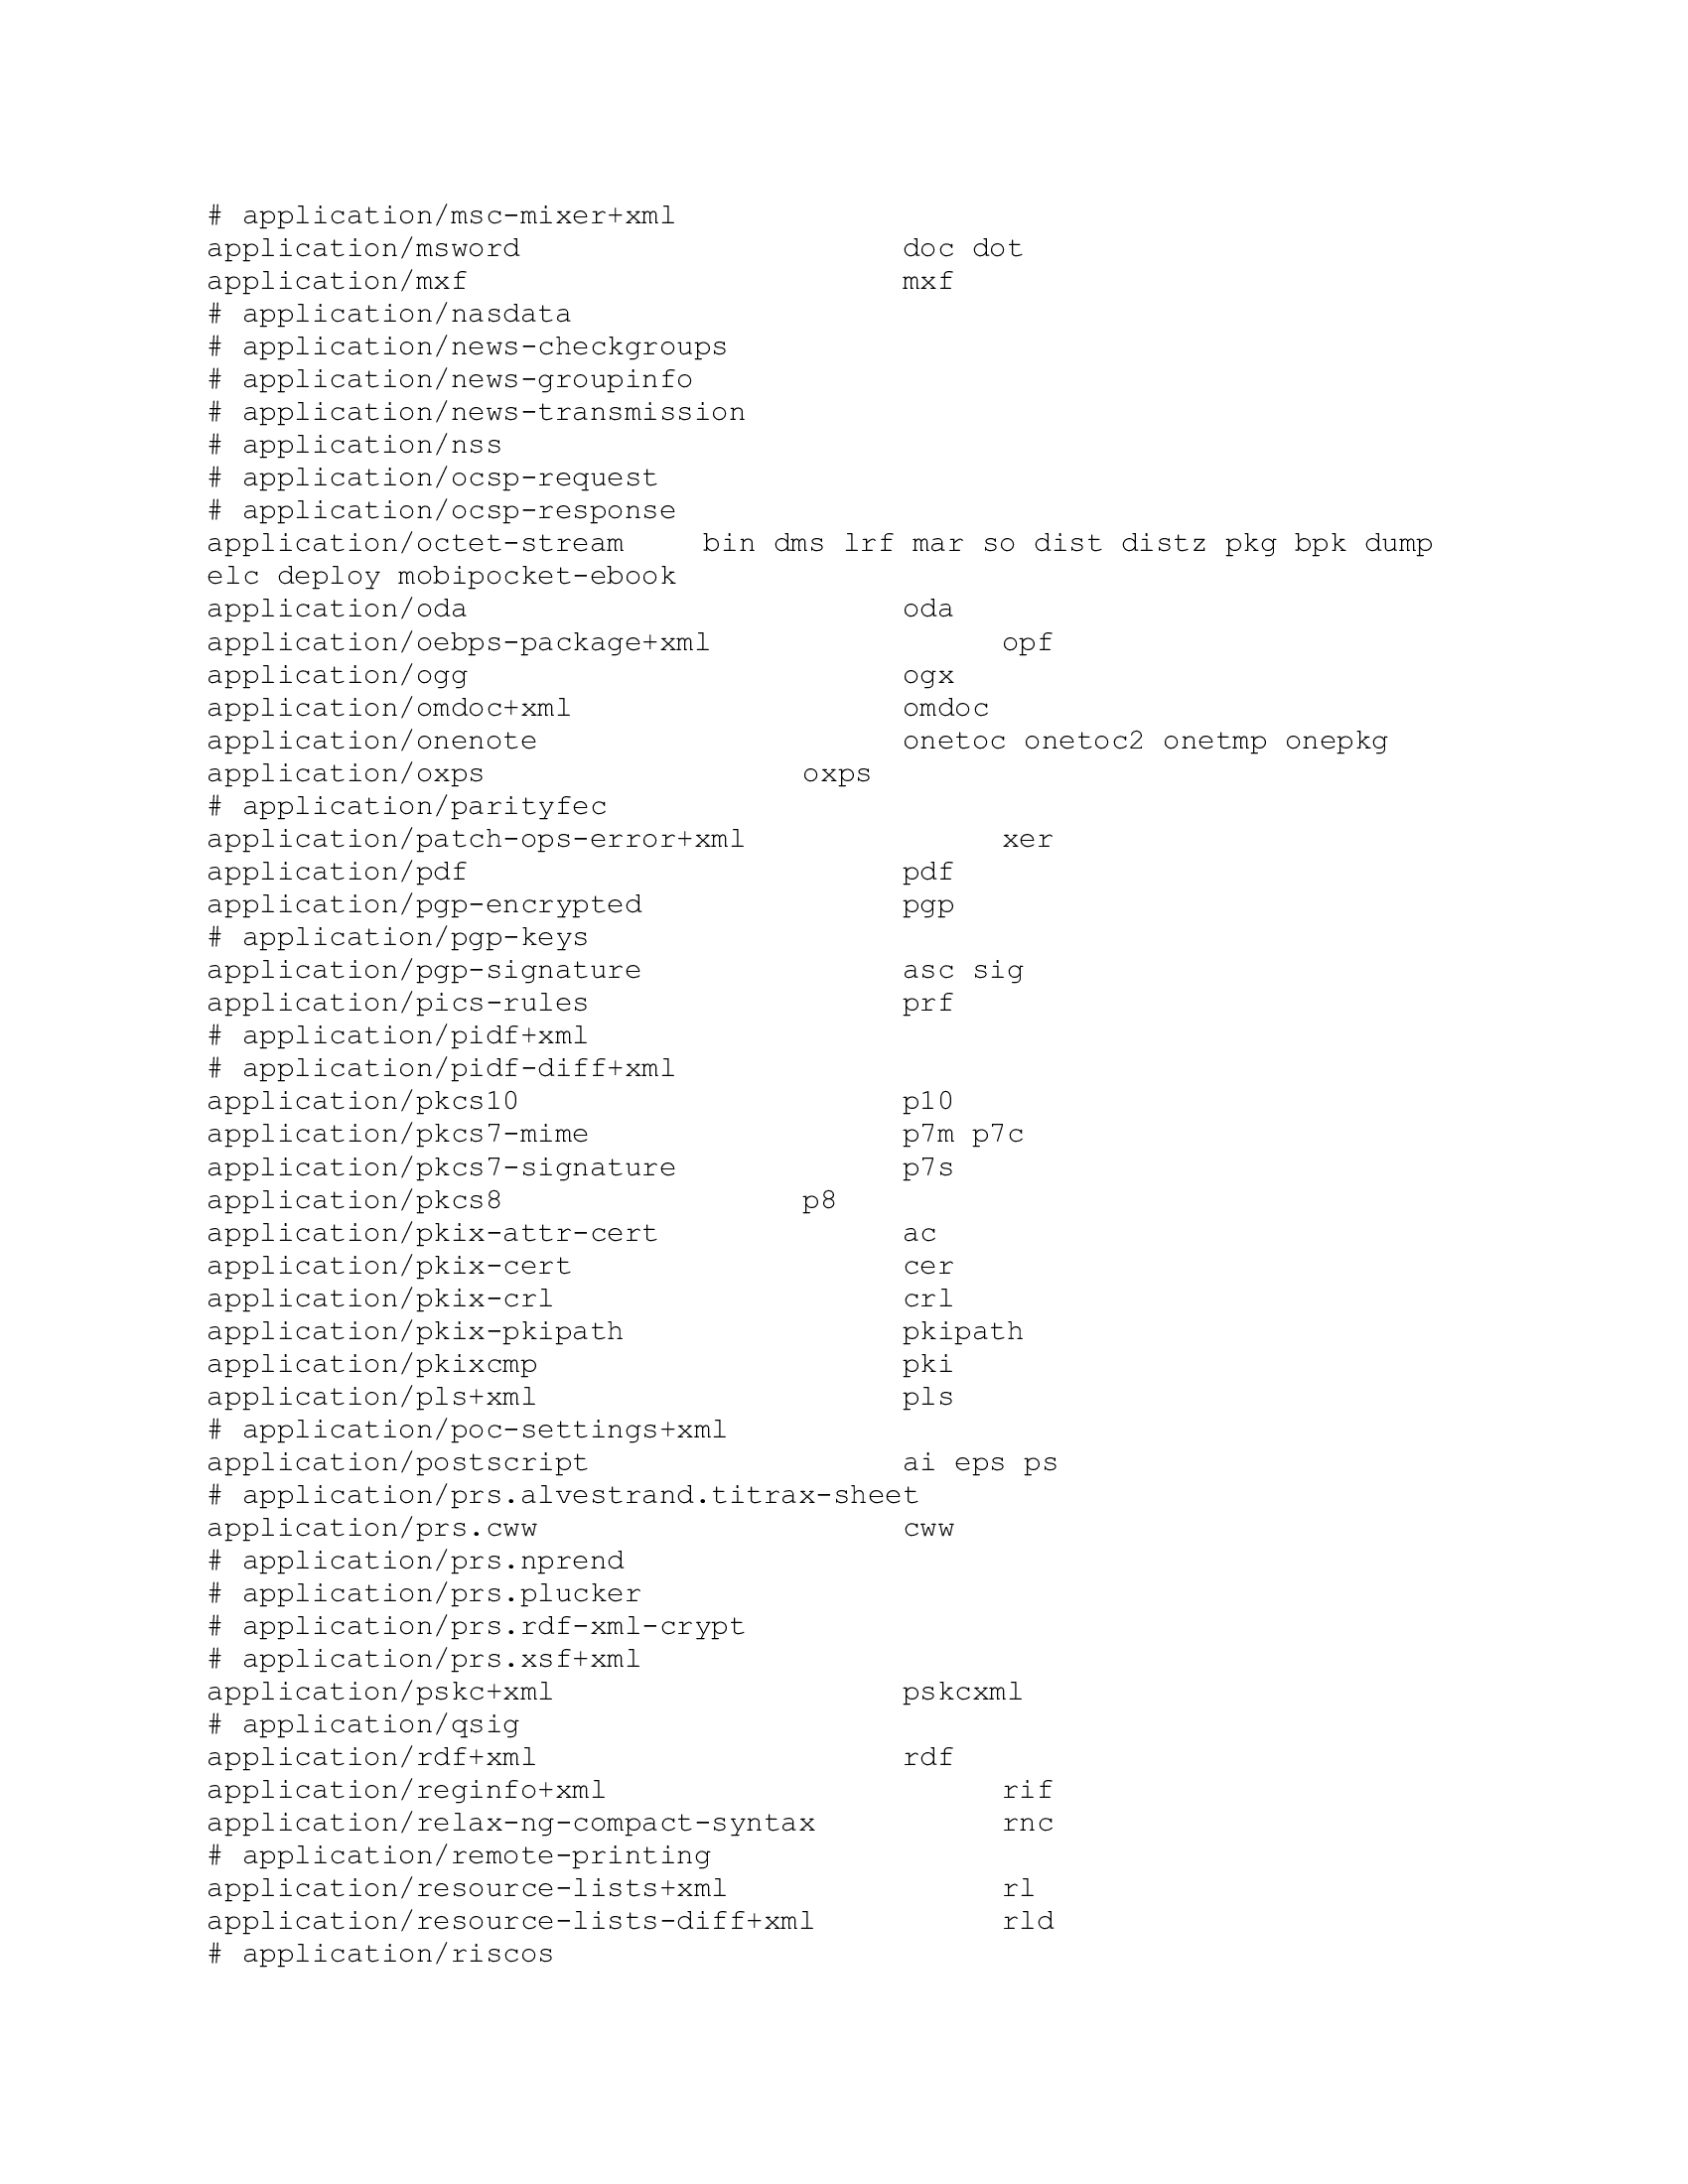 # application/msc-mixer+xml
application/msword doc dot
application/mxf mxf
# application/nasdata
# application/news-checkgroups
# application/news-groupinfo
# application/news-transmission
# application/nss
# application/ocsp-request
# application/ocsp-response
application/octet-stream bin dms lrf mar so dist distz pkg bpk dump
elc deploy mobipocket-ebook
application/oda oda
application/oebps-package+xml opf
application/ogg ogx
application/omdoc+xml omdoc
application/onenote onetoc onetoc2 onetmp onepkg
application/oxps oxps
# application/parityfec
application/patch-ops-error+xml xer
application/pdf pdf
application/pgp-encrypted pgp
# application/pgp-keys
application/pgp-signature asc sig
application/pics-rules prf
# application/pidf+xml
# application/pidf-diff+xml
application/pkcs10 p10
application/pkcs7-mime p7m p7c
application/pkcs7-signature p7s
application/pkcs8 p8
application/pkix-attr-cert ac
application/pkix-cert cer
application/pkix-crl crl
application/pkix-pkipath pkipath
application/pkixcmp pki
application/pls+xml pls
# application/poc-settings+xml
application/postscript ai eps ps
# application/prs.alvestrand.titrax-sheet
application/prs.cww cww
# application/prs.nprend
# application/prs.plucker
# application/prs.rdf-xml-crypt
# application/prs.xsf+xml
application/pskc+xml pskcxml
# application/qsig
application/rdf+xml rdf
application/reginfo+xml rif
application/relax-ng-compact-syntax rnc
# application/remote-printing
application/resource-lists+xml rl
application/resource-lists-diff+xml rld
# application/riscos